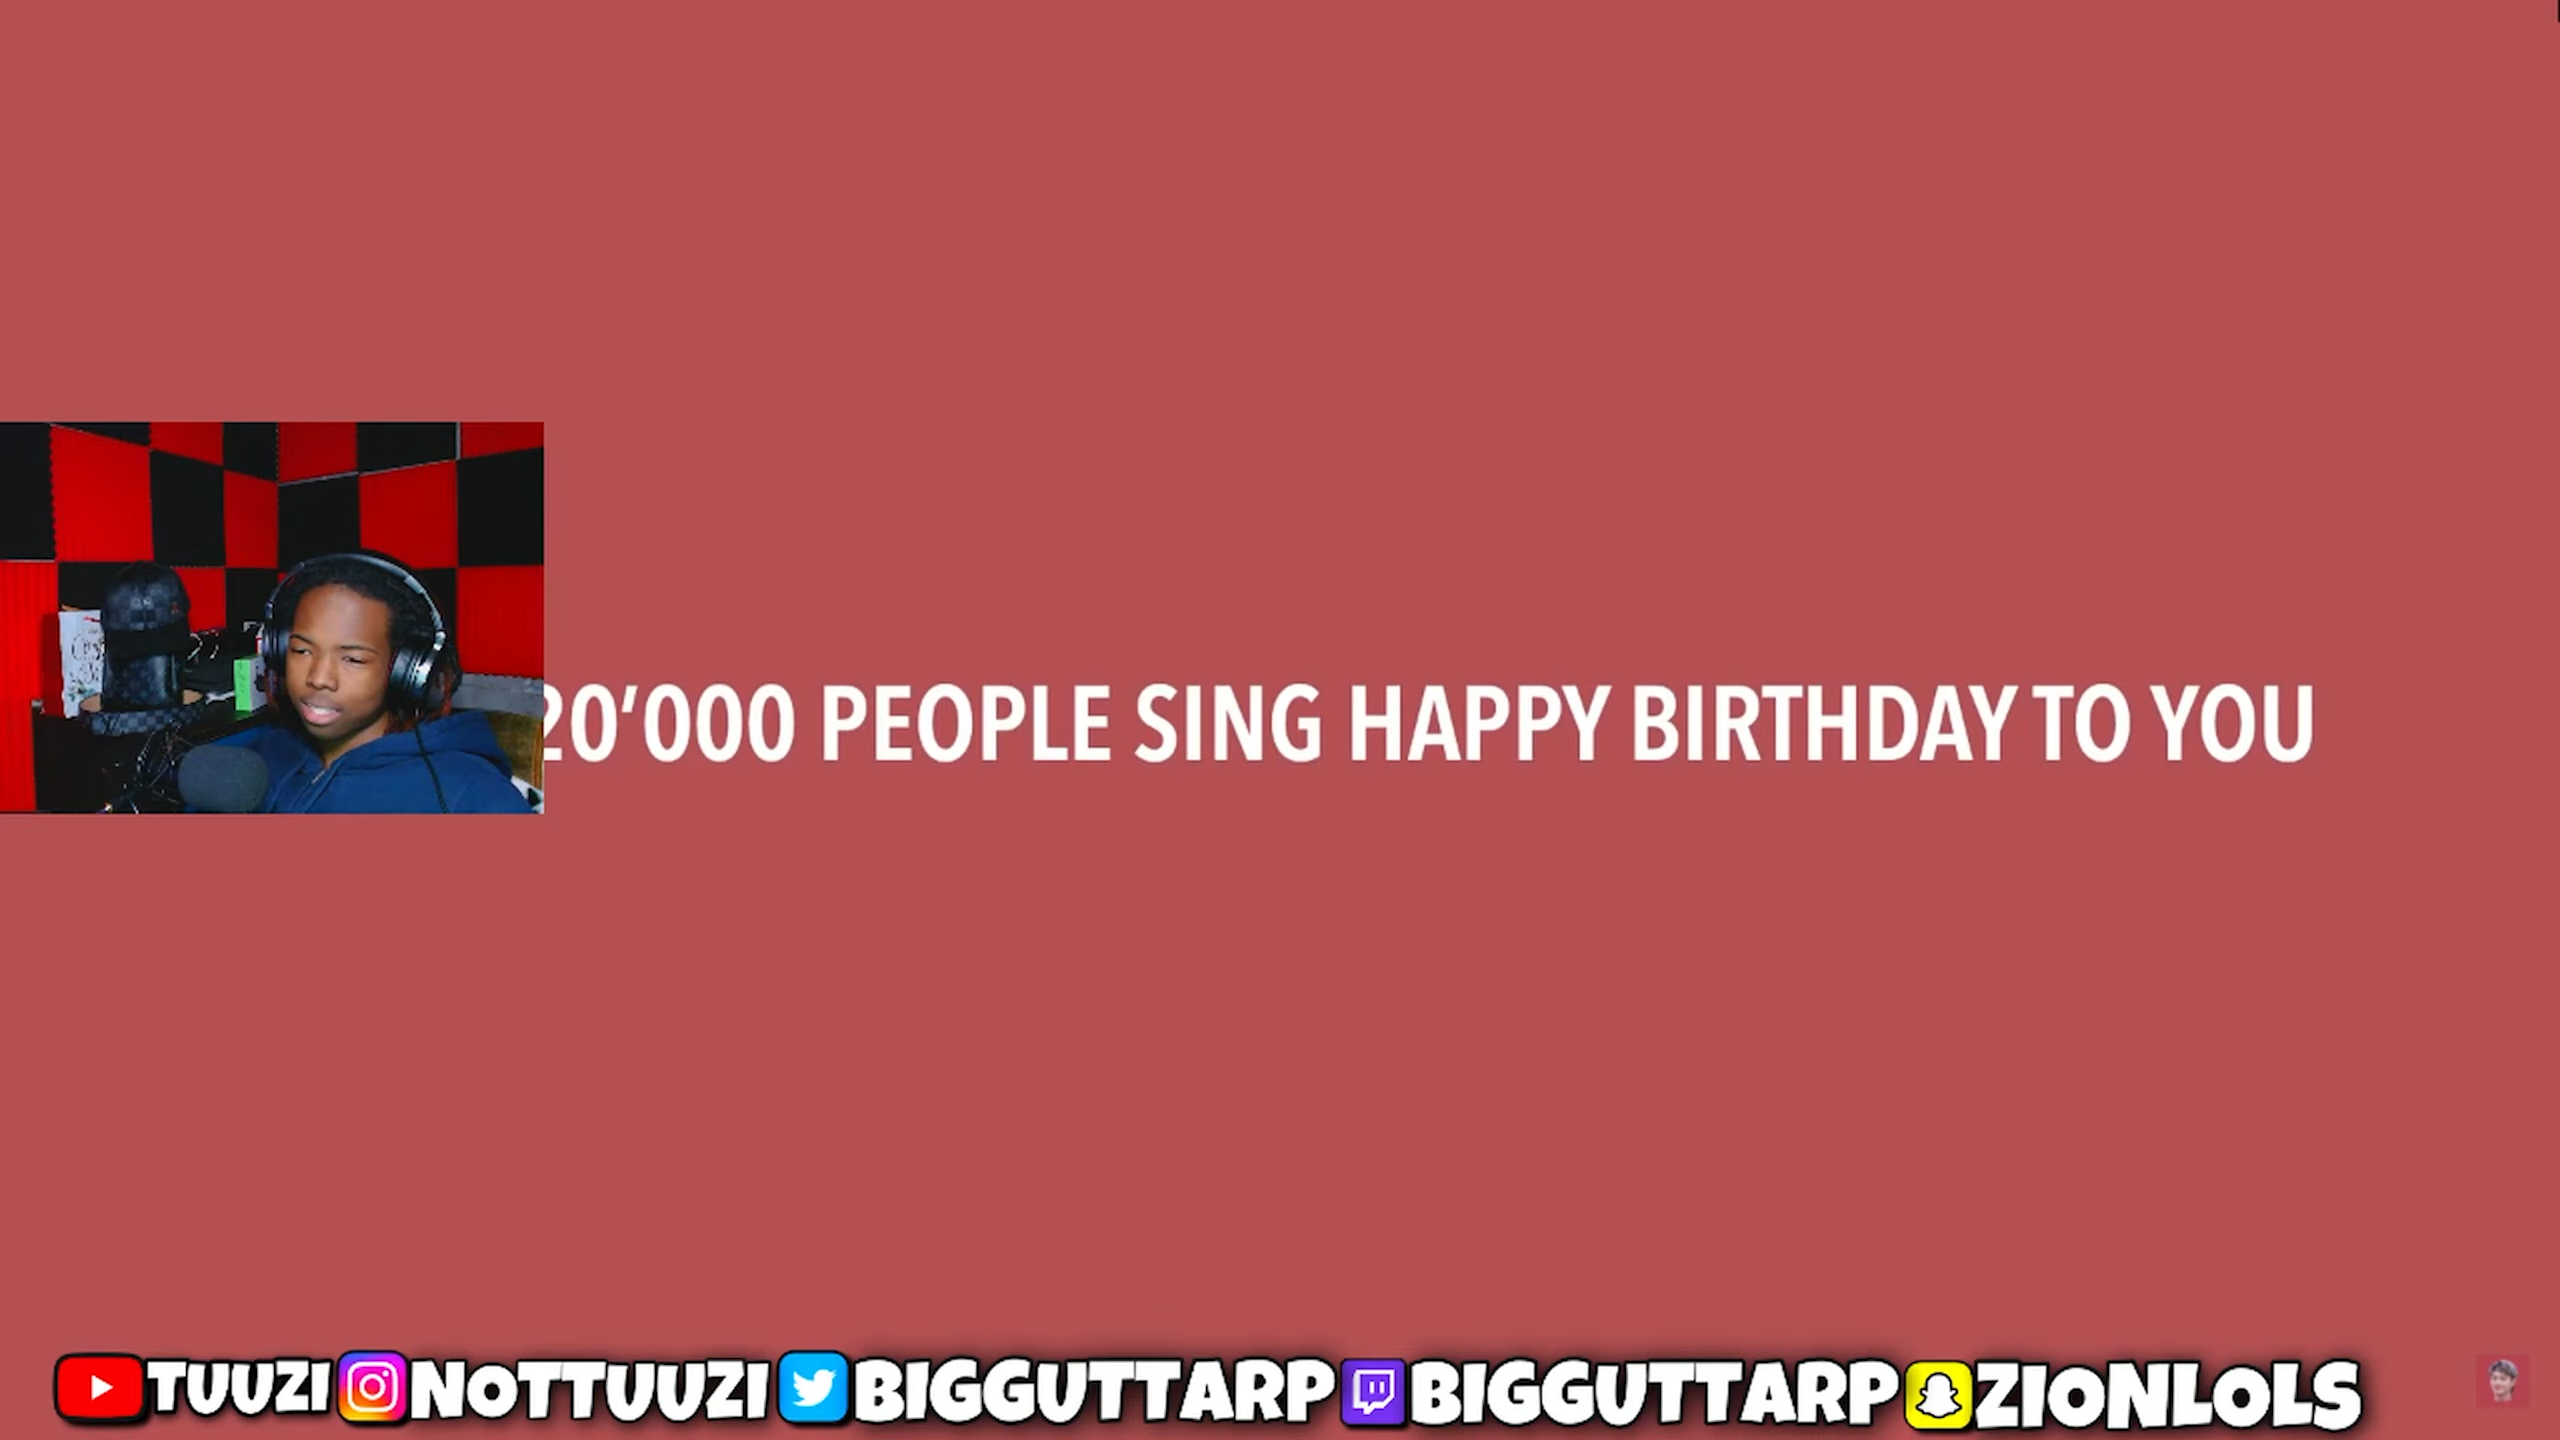 20’000 PEOPLE SING HAPPY BIRTHDAY TO YOU
TUUZI NOTTUUZI BIGGUTTARP BIGGUTTARP ZIONLOLS